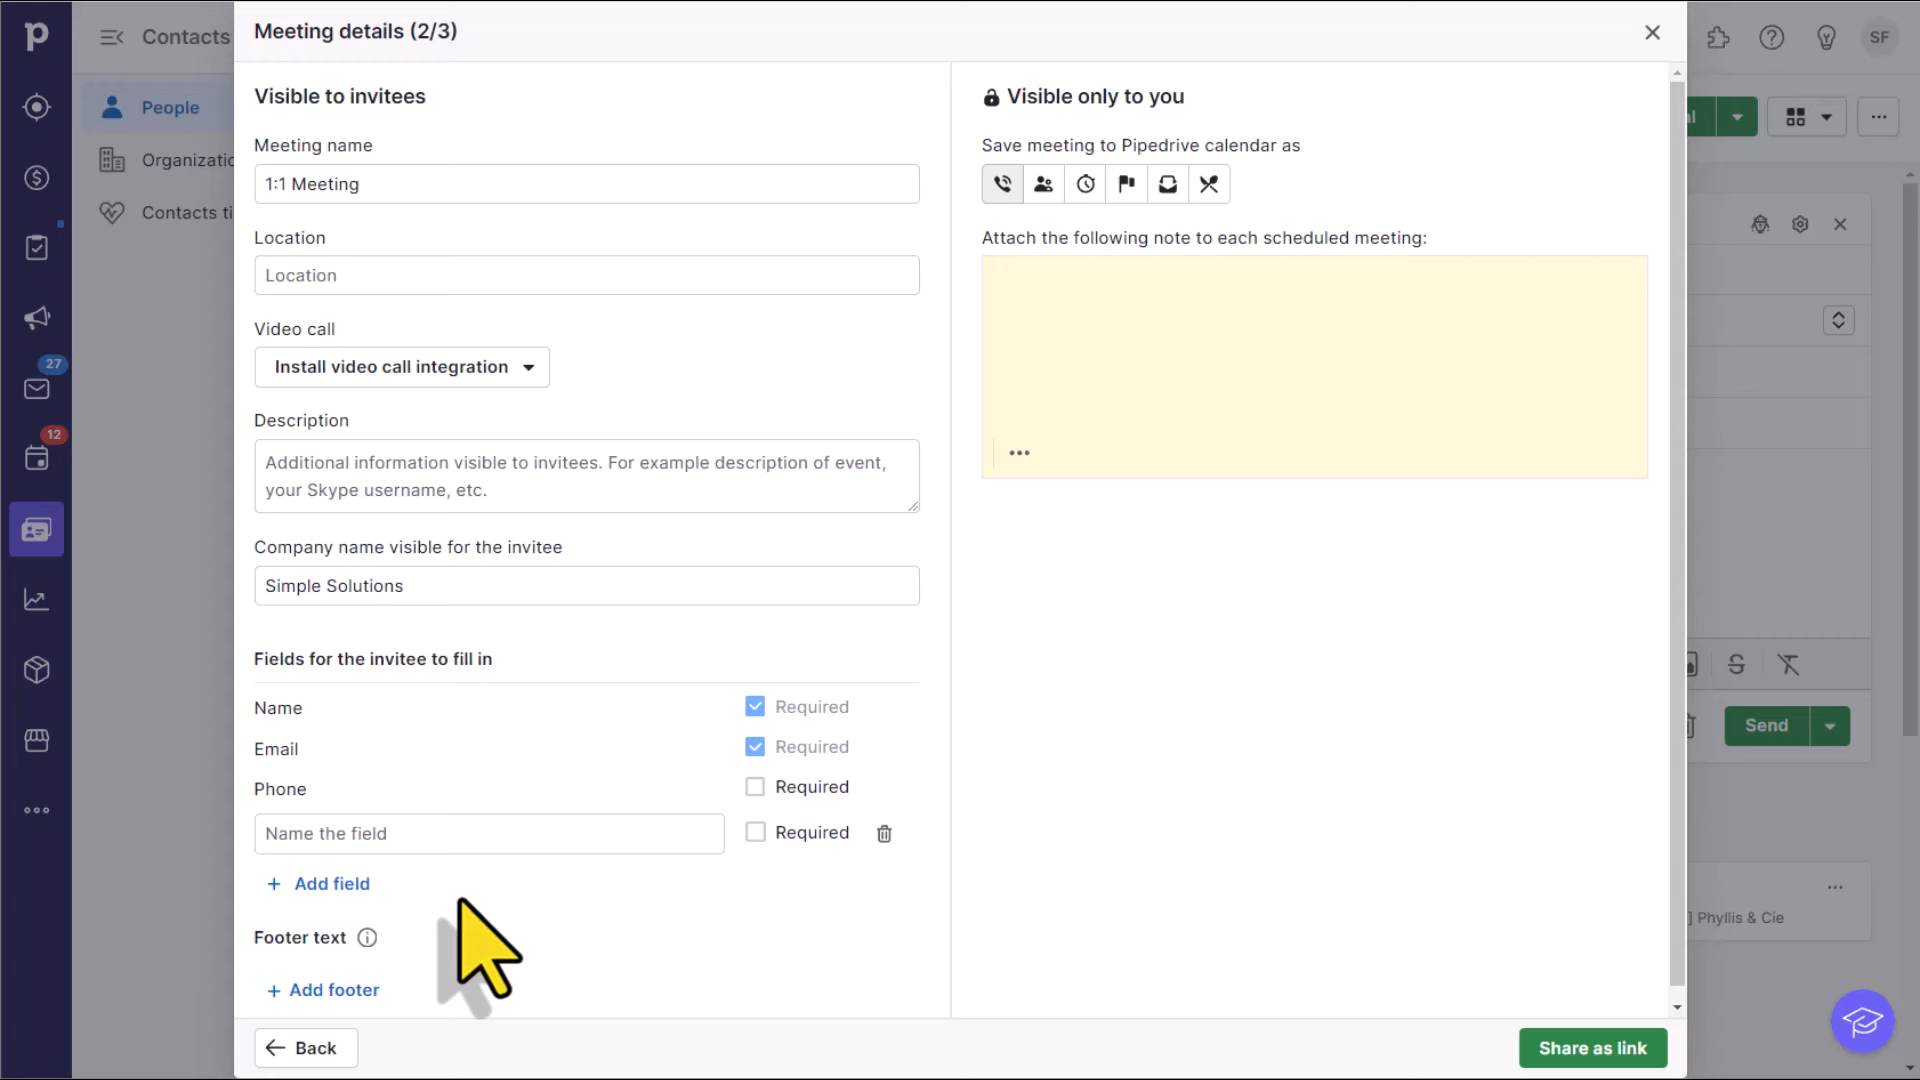 p
Contacts
Meeting details (2/3)
SF
People
Organizatio
Contacts ti
Visible to invitees
Visible only to you
Meeting name
1:1 Meeting
Save meeting to Pipedrive calendar as
Location
Location
Attach the following note to each scheduled meeting:
Video call
Install video call integration
27
Description
Additional information visible to invitees. For example description of event,
your Skype username, etc.
12
Company name visible for the invitee
Simple Solutions
Fields for the invitee to fill in
Name
Required
Email
Required
Phone
Required
Name the field
Required
+ Add field
Footer text
+ Add footer
Send
] Phyllis & Cie
Back
Share as link